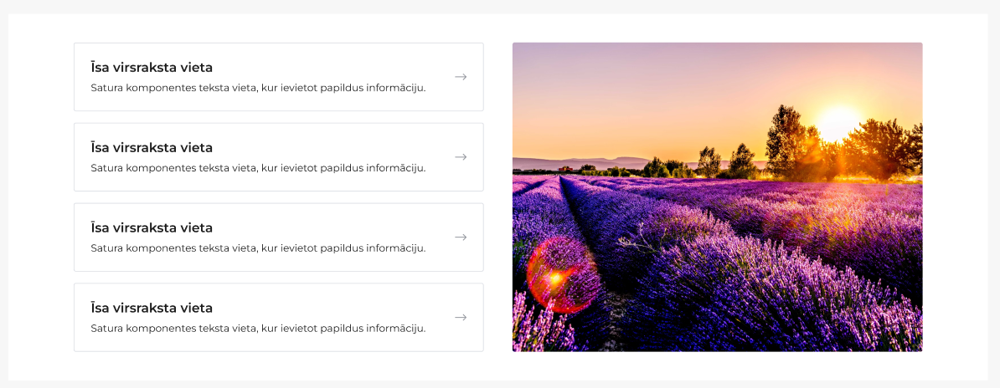 Īsa virsraksta vieta
Satura komponentes teksta vieta, kur ievietot papildus informāciju.
Īsa virsraksta vieta
Satura komponentes teksta vieta, kur ievietot papildus informāciju.
Īsa virsraksta vieta
Satura komponentes teksta vieta, kur ievietot papildus informāciju.
Īsa virsraksta vieta
Satura komponentes teksta vieta, kur ievietot papildus informāciju.